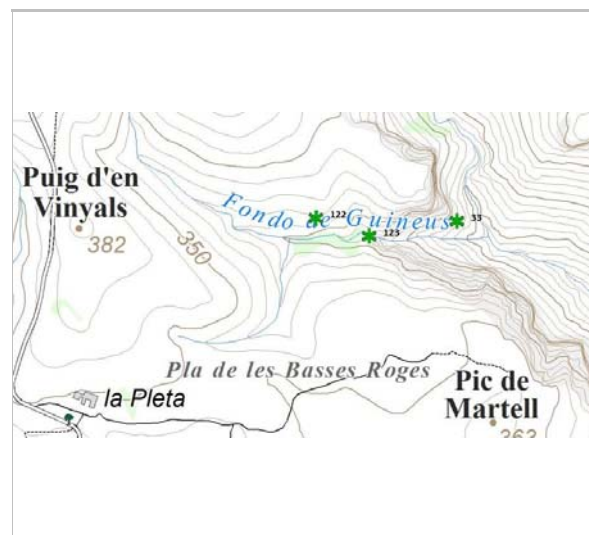 Puig d'en
Vinyals
382
350
Fondo de Guineus
122
123
33
Pla de les Basses Roges
la Pleta
Pic de
Martell
362